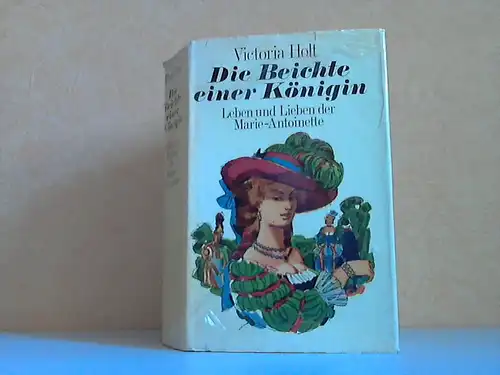 Victoria Holt
Die Beichte
einer Königin
Leben und Lieben der
Marie-Antoinette